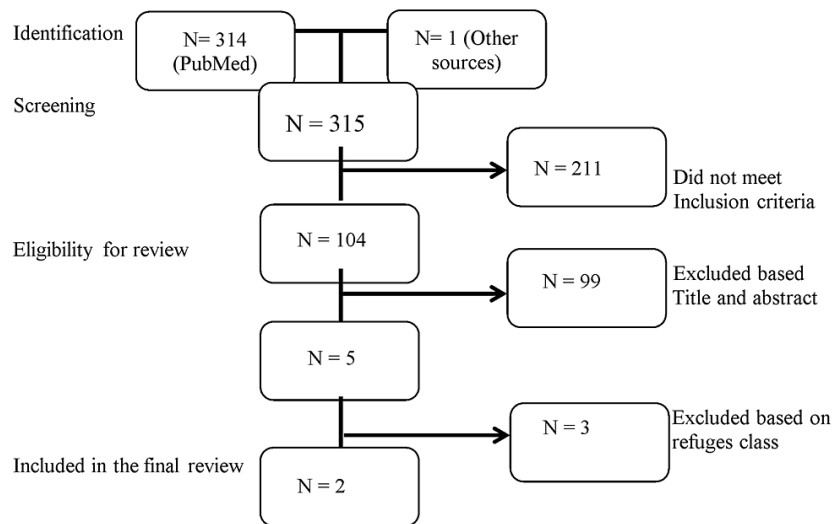 Identification
N= 314
(PubMed)
N= 1 (Other
sources)
Screening
N = 315
N = 211
Did not meet
Inclusion criteria
Eligibility for review
N = 104
N = 99
Excluded based
Title and abstract
N = 5
N = 3
Excluded based on
refuges class
Included in the final review
N = 2